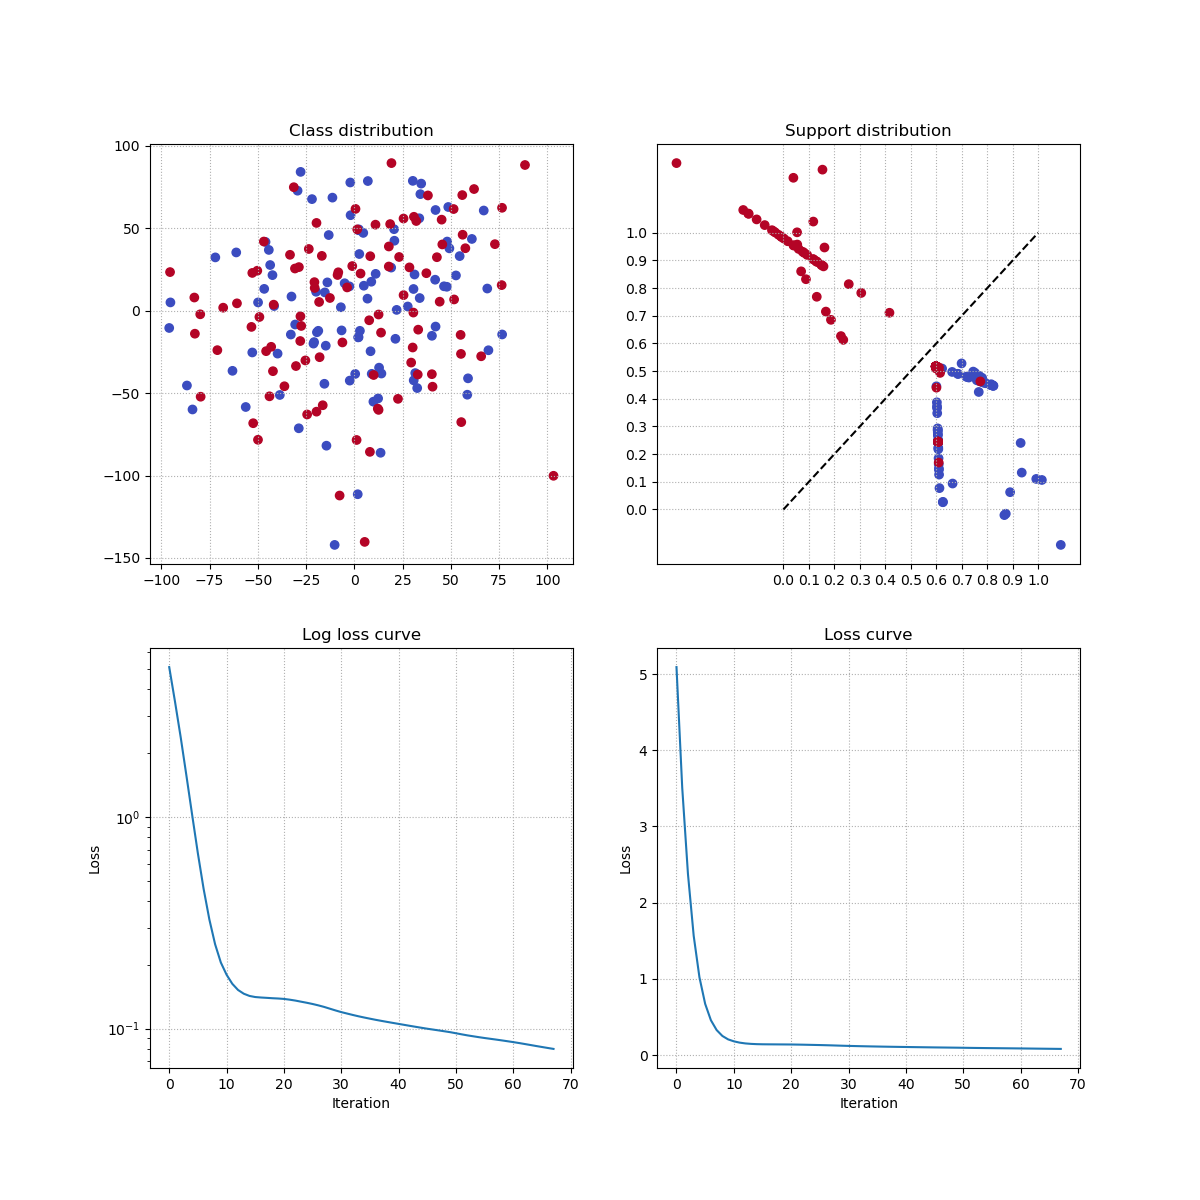 Class distribution
100
50
0
−50
−100
−150
−100 −75 −50 −25 0 25 50 75 100
Support distribution
1.0
0.9
0.8
0.7
0.6
0.5
0.4
0.3
0.2
0.1
0.0
0.0 0.1 0.2 0.3 0.4 0.5 0.6 0.7 0.8 0.9 1.0
Log loss curve
10⁰
10⁻¹
Loss
0 10 20 30 40 50 60 70
Iteration
Loss curve
5
4
3
2
1
0
Loss
0 10 20 30 40 50 60 70
Iteration